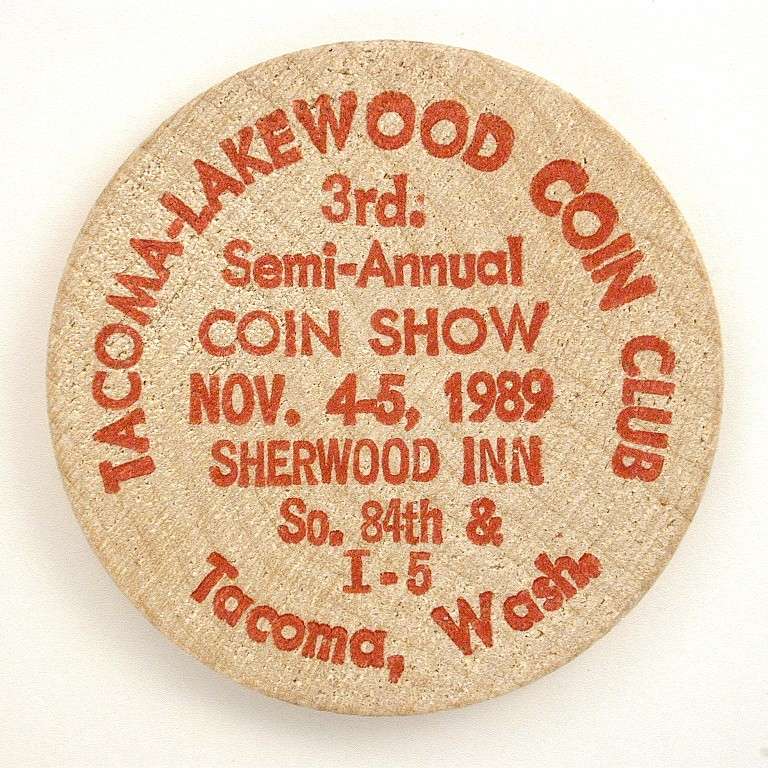 TACOMA-LAKEWOOD COIN CLUB
3rd.
Semi-Annual
COIN SHOW
NOV. 4-5, 1989
SHERWOOD INN
So. 84th &
I-5
Tacoma, Wash.